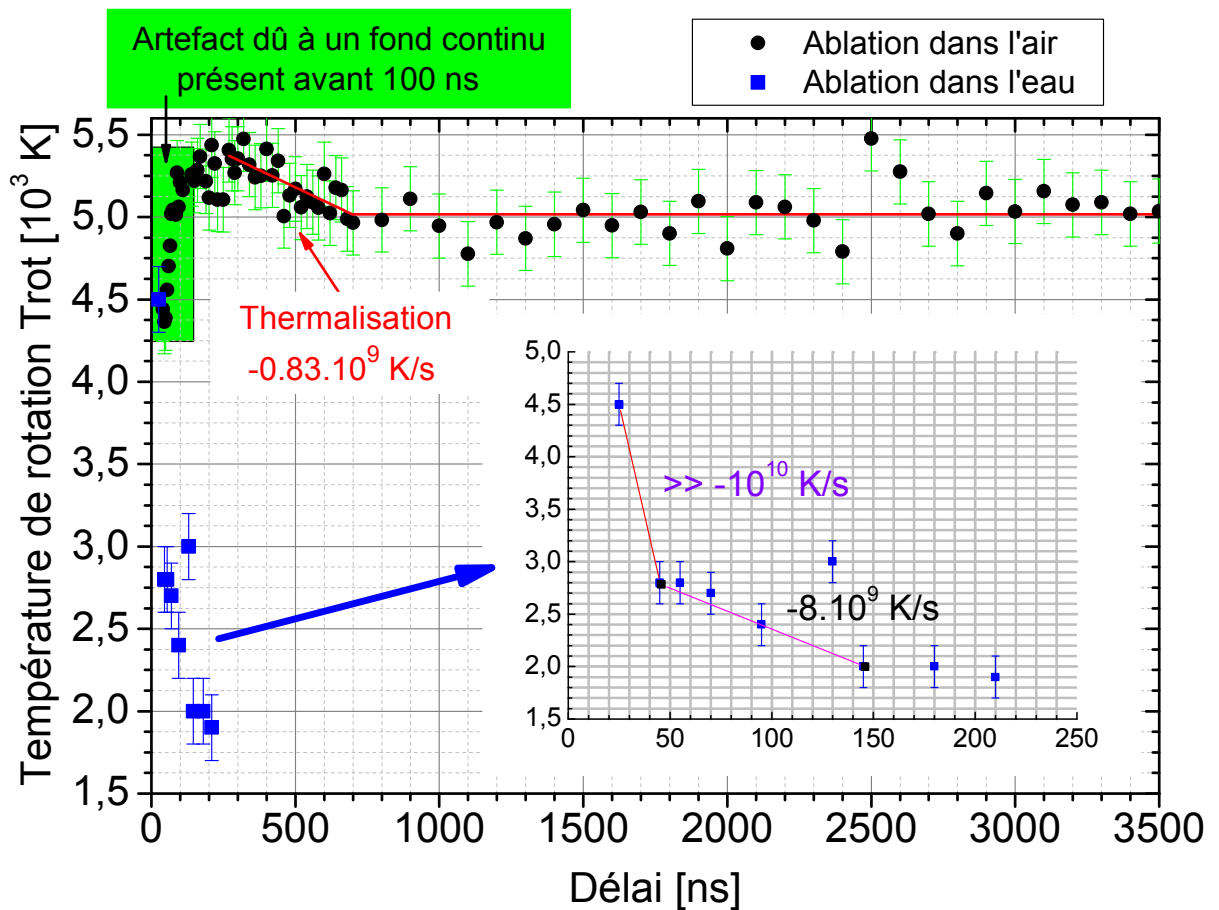 Artefact dû à un fond continu
présent avant 100 ns
Ablation dans l'air
Ablation dans l'eau
Température de rotation Trot [10³ K]
5,5
5,0
4,5
4,0
3,5
3,0
2,5
2,0
1,5
Thermalisation
-0.83.10⁹ K/s
5,0
4,5
4,0
3,5
3,0
2,5
2,0
1,5
>> -10¹⁰ K/s
-8.10⁹ K/s
0 50 100 150 200 250
0 500 1000 1500 2000 2500 3000 3500
Délai [ns]